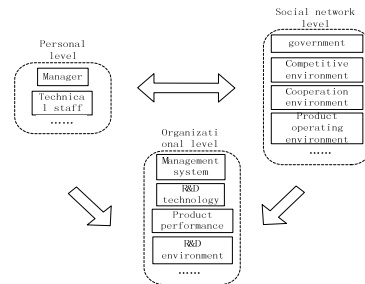 Personal
level
Manager
Technica
l staff
......
Social network
level
government
Competitive
environment
Cooperation
environment
Product
operating
environment
......
Organizati
onal level
Management
system
R&D
technology
Product
performance
R&D
environment
......